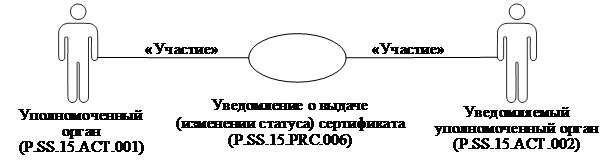 «Участие»
«Участие»
Уполномоченный
орган
(P.SS.15.ACT.001)
Уведомление о выдаче
(изменении статуса) сертификата
(P.SS.15.PRC.006)
Уведомляемый
уполномоченный орган
(P.SS.15.ACT.002)